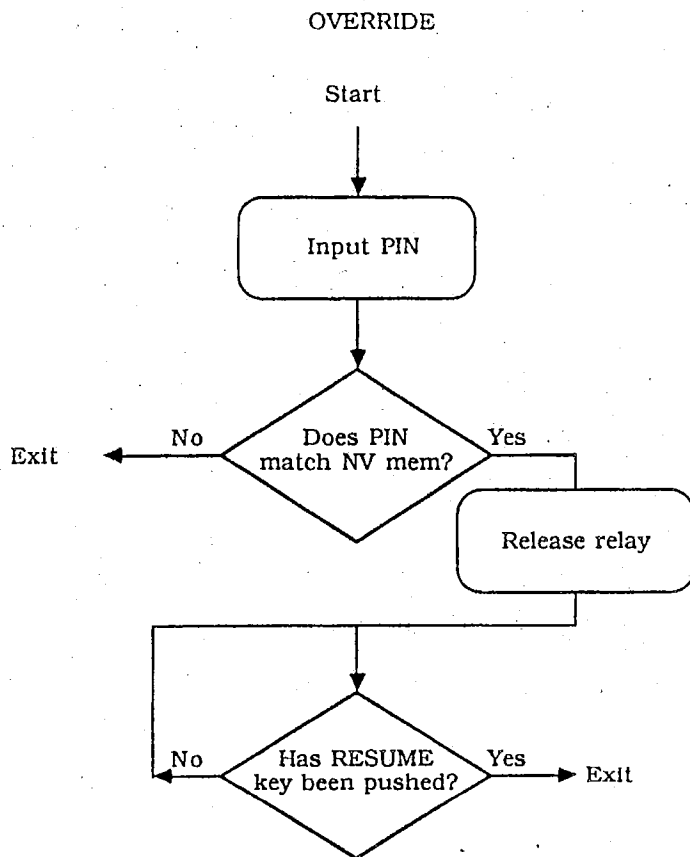 OVERRIDE
Start
Input PIN
Does PIN
match NV mem?
No
Yes
Exit
Release relay
Has RESUME
key been pushed?
No
Yes
Exit